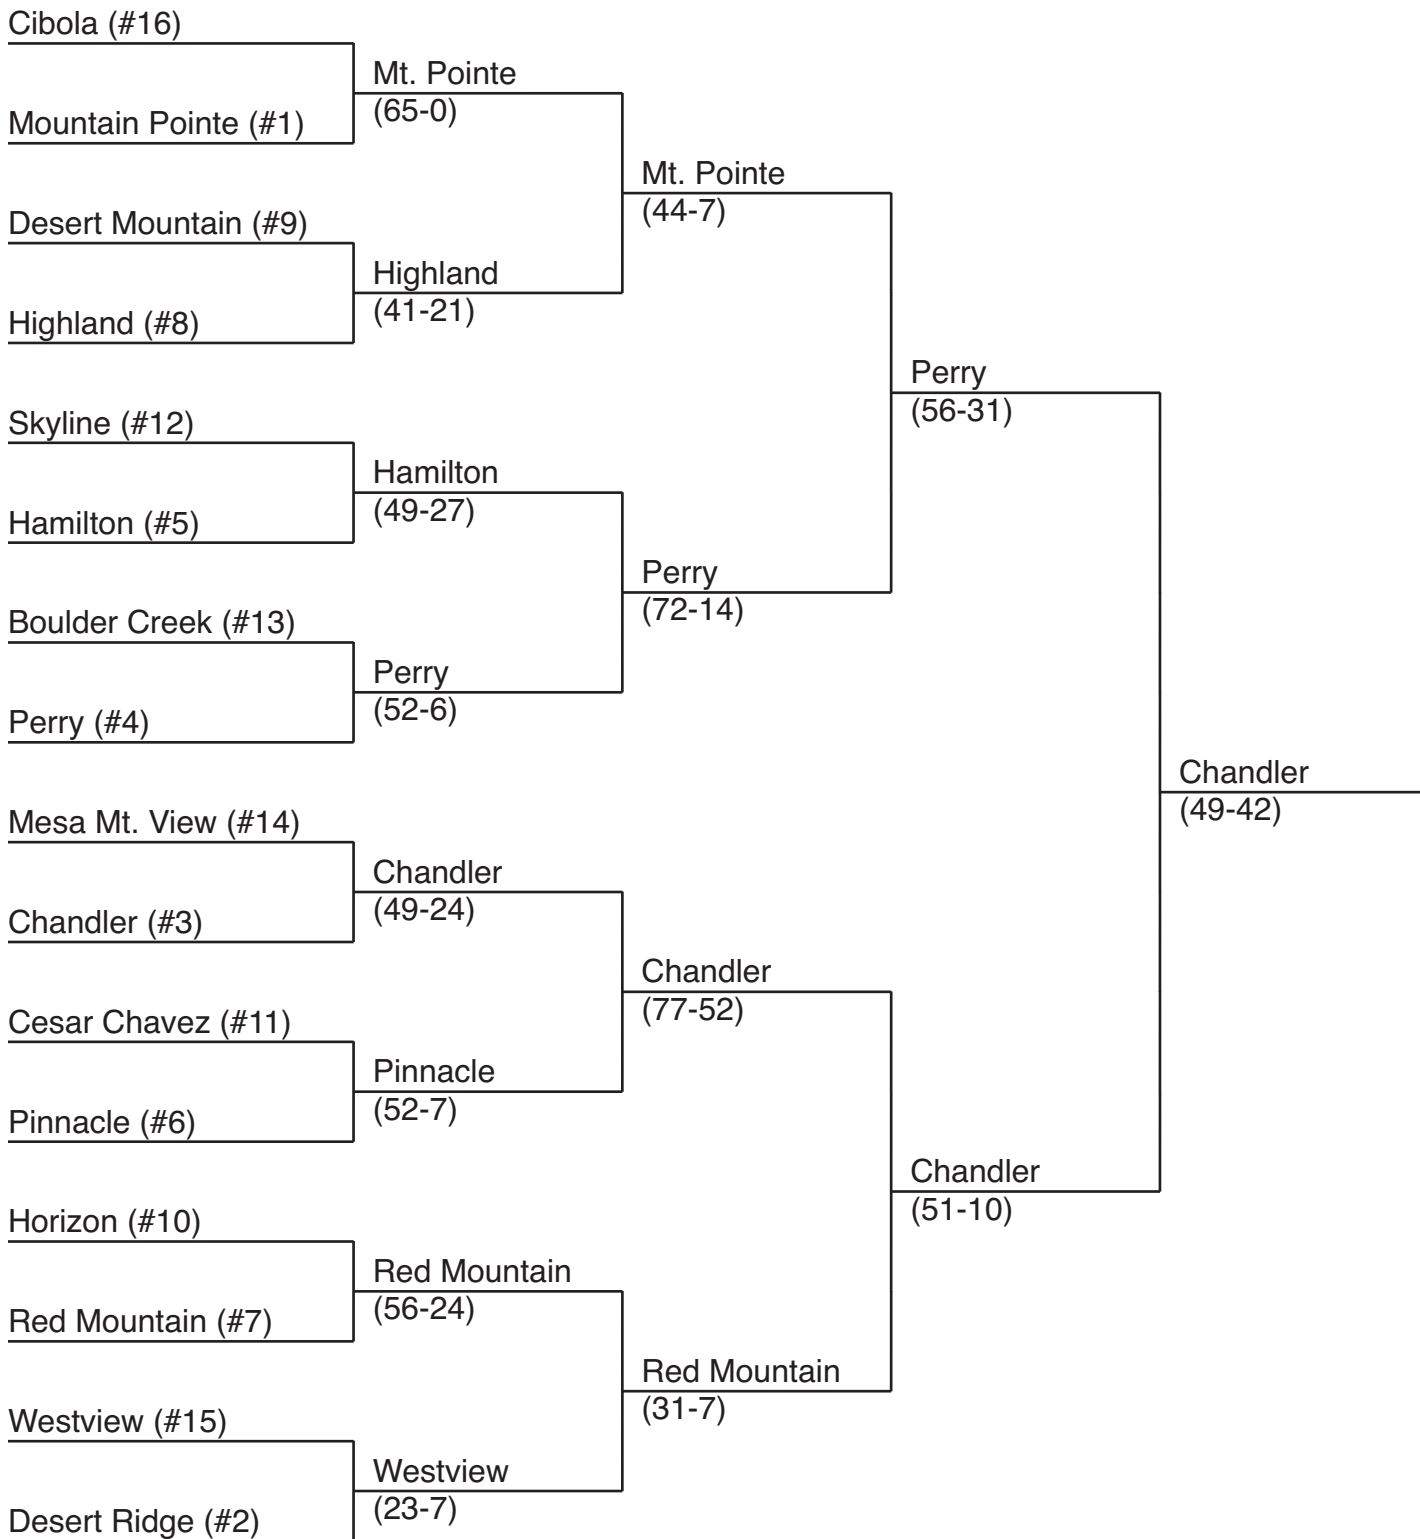 Cibola (#16)
Mountain Pointe (#1)
Desert Mountain (#9)
Highland (#8)
Skyline (#12)
Hamilton (#5)
Boulder Creek (#13)
Perry (#4)
Mesa Mt. View (#14)
Chandler (#3)
Cesar Chavez (#11)
Pinnacle (#6)
Horizon (#10)
Red Mountain (#7)
Westview (#15)
Desert Ridge (#2)
Mt. Pointe
(65-0)
Highland
(41-21)
Hamilton
(49-27)
Perry
(52-6)
Chandler
(49-24)
Pinnacle
(52-7)
Red Mountain
(56-24)
Westview
(23-7)
Mt. Pointe
(44-7)
Perry
(72-14)
Chandler
(77-52)
Red Mountain
(31-7)
Perry
(56-31)
Chandler
(51-10)
Chandler
(49-42)